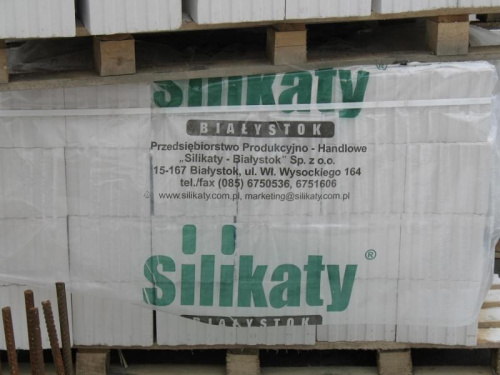 Silikaty ®
BIAŁYSTOK
Przedsiębiorstwo Produkcyjno - Handlowe
„Silikaty - Białystok" Sp. z o.o.
15-167 Białystok, ul. Wł. Wysockiego 164
tel./fax (085) 6750536, 6751606
www.silikaty.com.pl, marketing@silikaty.com.pl
Silikaty ®
BIAŁYSTOK